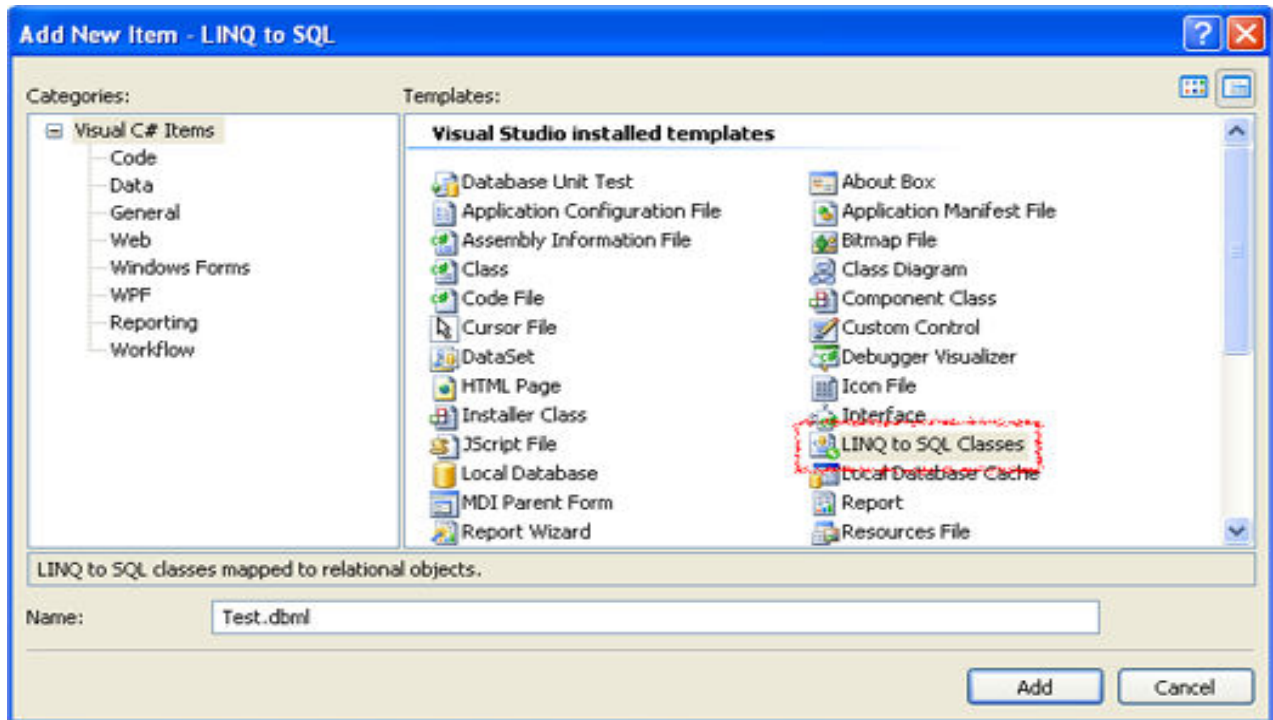 Add New Item - LINQ to SQL
Categories:
Templates:
Visual C# Items
Code
Data
General
Web
Windows Forms
WPF
Reporting
Workflow
Visual Studio installed templates
Database Unit Test
About Box
Application Configuration File
Application Manifest File
Assembly Information File
Bitmap File
Class
Class Diagram
Code File
Component Class
Cursor File
Custom Control
DataSet
Debugger Visualizer
HTML Page
Icon File
Installer Class
Interface
JScript File
LINQ to SQL Classes
Local Database
Local Database Cache
MDI Parent Form
Report
Report Wizard
Resources File
LINQ to SQL classes mapped to relational objects.
Name:
Test.dbml
Add
Cancel